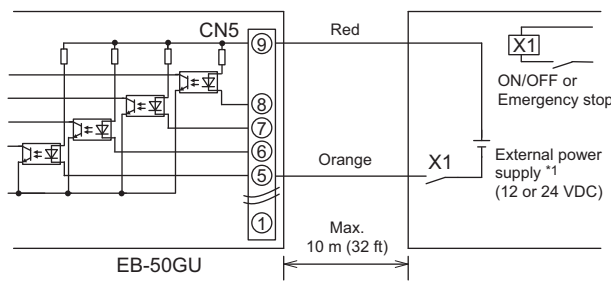 CN5
Red
X1
ON/OFF or
Emergency stop
9
8
7
6
5
1
Orange
X1
External power
supply *1
(12 or 24 VDC)
Max.
10 m (32 ft)
EB-50GU